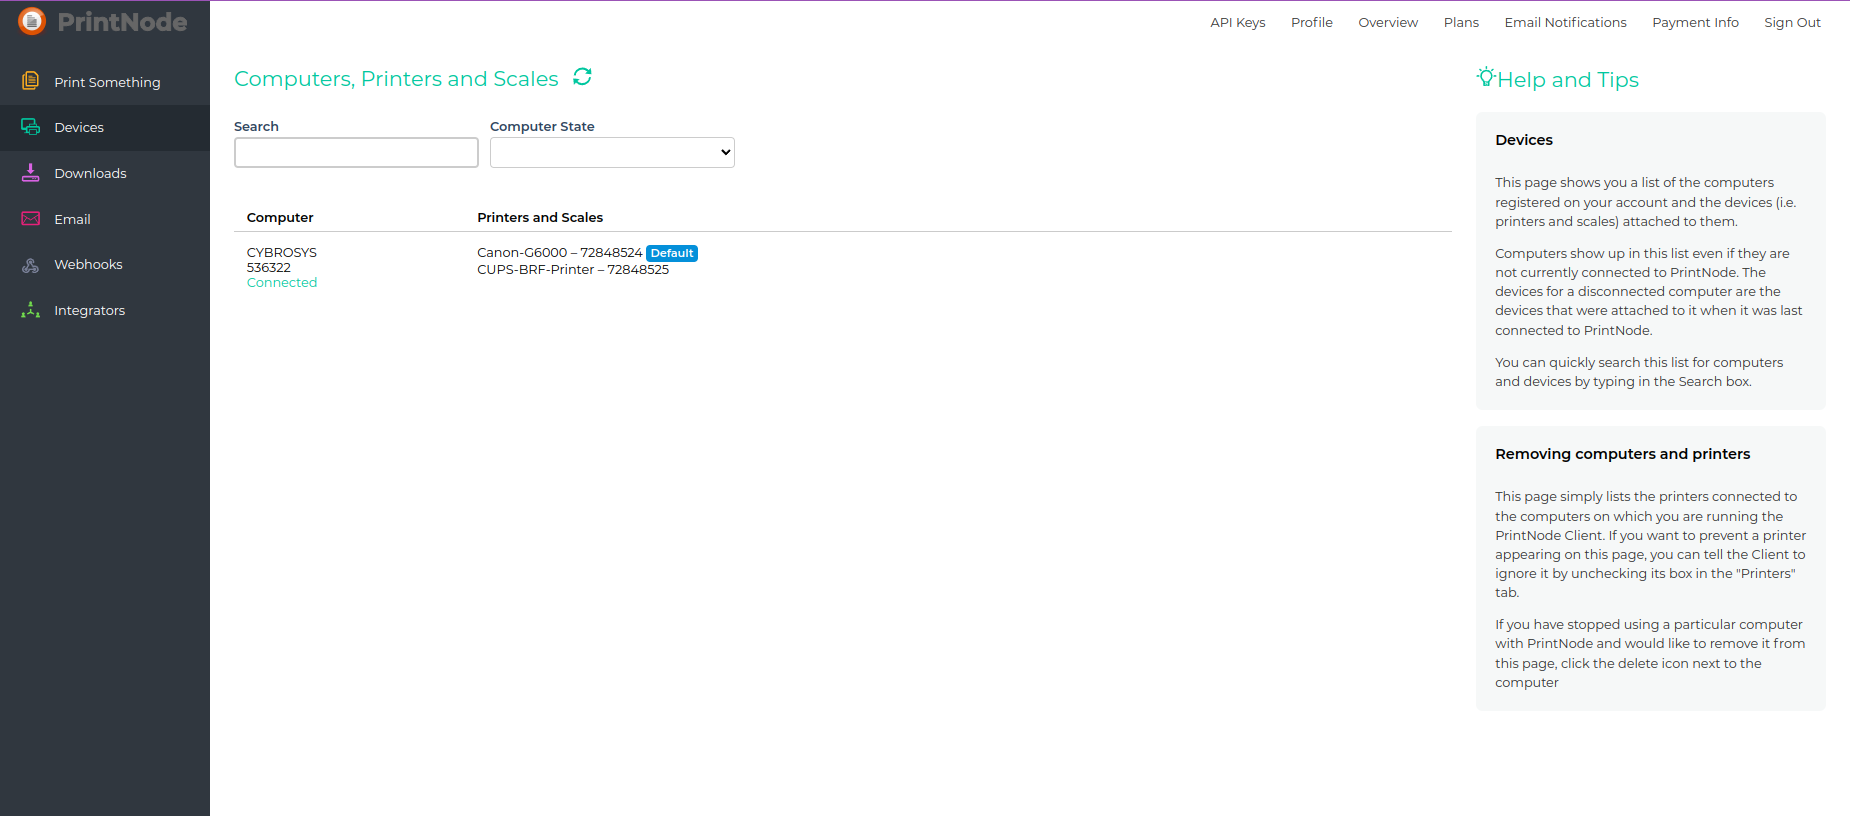 PrintNode
API Keys Profile Overview Plans Email Notifications Payment Info Sign Out
Print Something
Devices
Downloads
Email
Webhooks
Integrators
Computers, Printers and Scales
Search
Computer State
Computer Printers and Scales
CYBROSYS
536322
Connected
Canon-G6000 – 72848524 Default
CUPS-BRF-Printer – 72848525
Help and Tips
Devices
This page shows you a list of the computers
registered on your account and the devices (i.e.
printers and scales) attached to them.
Computers show up in this list even if they are
not currently connected to PrintNode. The
devices for a disconnected computer are the
devices that were attached to it when it was last
connected to PrintNode.
You can quickly search this list for computers
and devices by typing in the Search box.
Removing computers and printers
This page simply lists the printers connected to
the computers on which you are running the
PrintNode Client. If you want to prevent a printer
appearing on this page, you can tell the Client to
ignore it by unchecking its box in the "Printers"
tab.
If you have stopped using a particular computer
with PrintNode and would like to remove it from
this page, click the delete icon next to the
computer